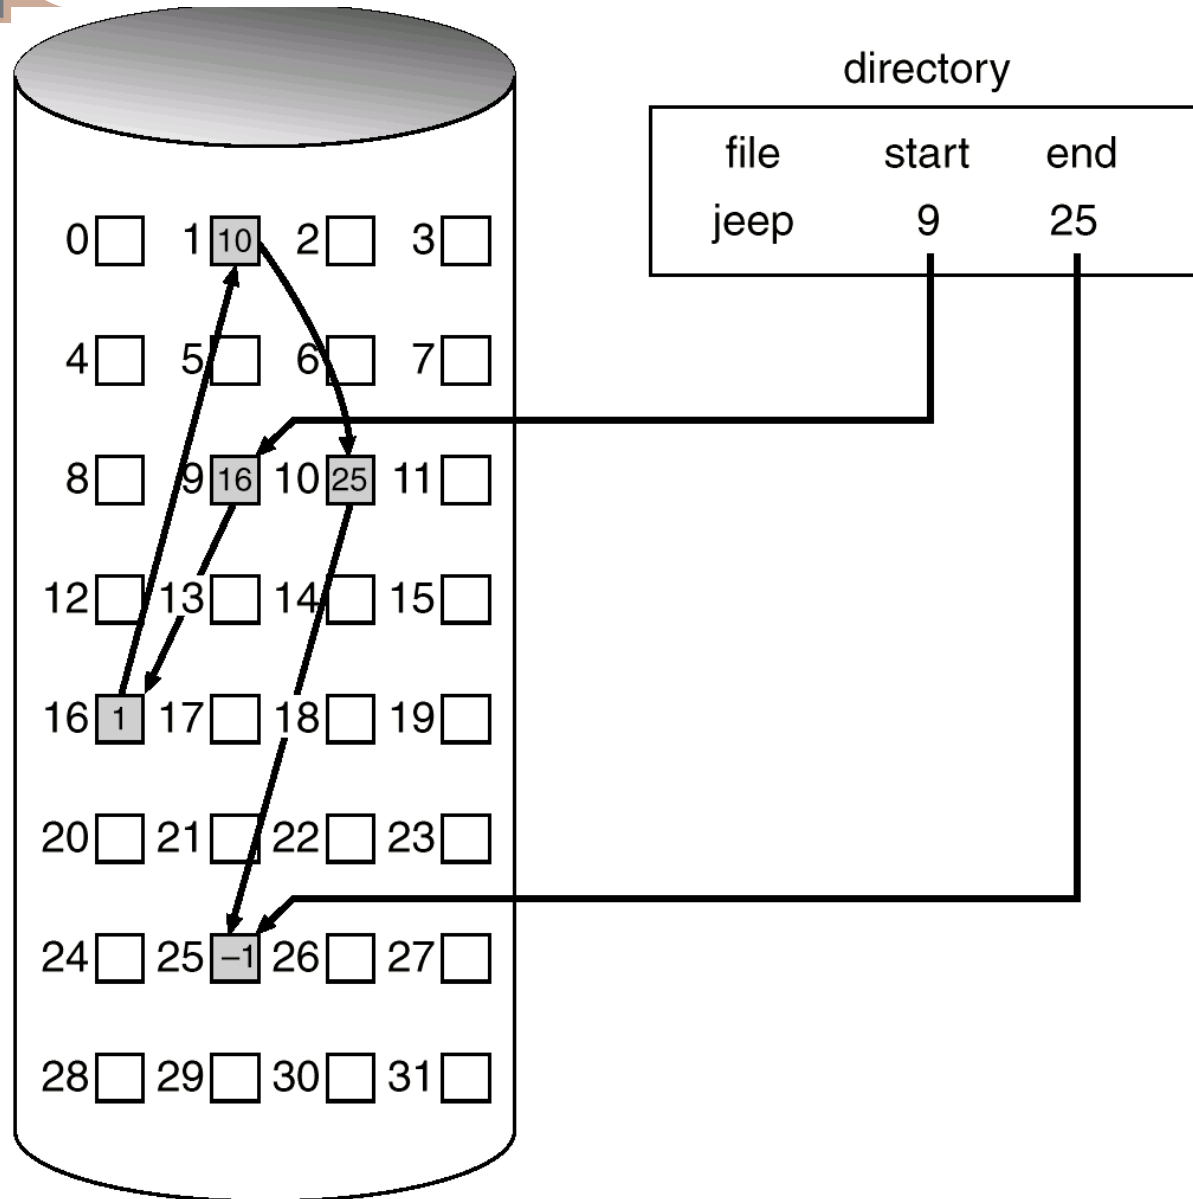 directory
file start end
jeep 9 25
0 1 10 2 3
4 5 6 7
8 9 16 10 25 11
12 13 14 15
16 1 17 18 19
20 21 22 23
24 25 –1 26 27
28 29 30 31